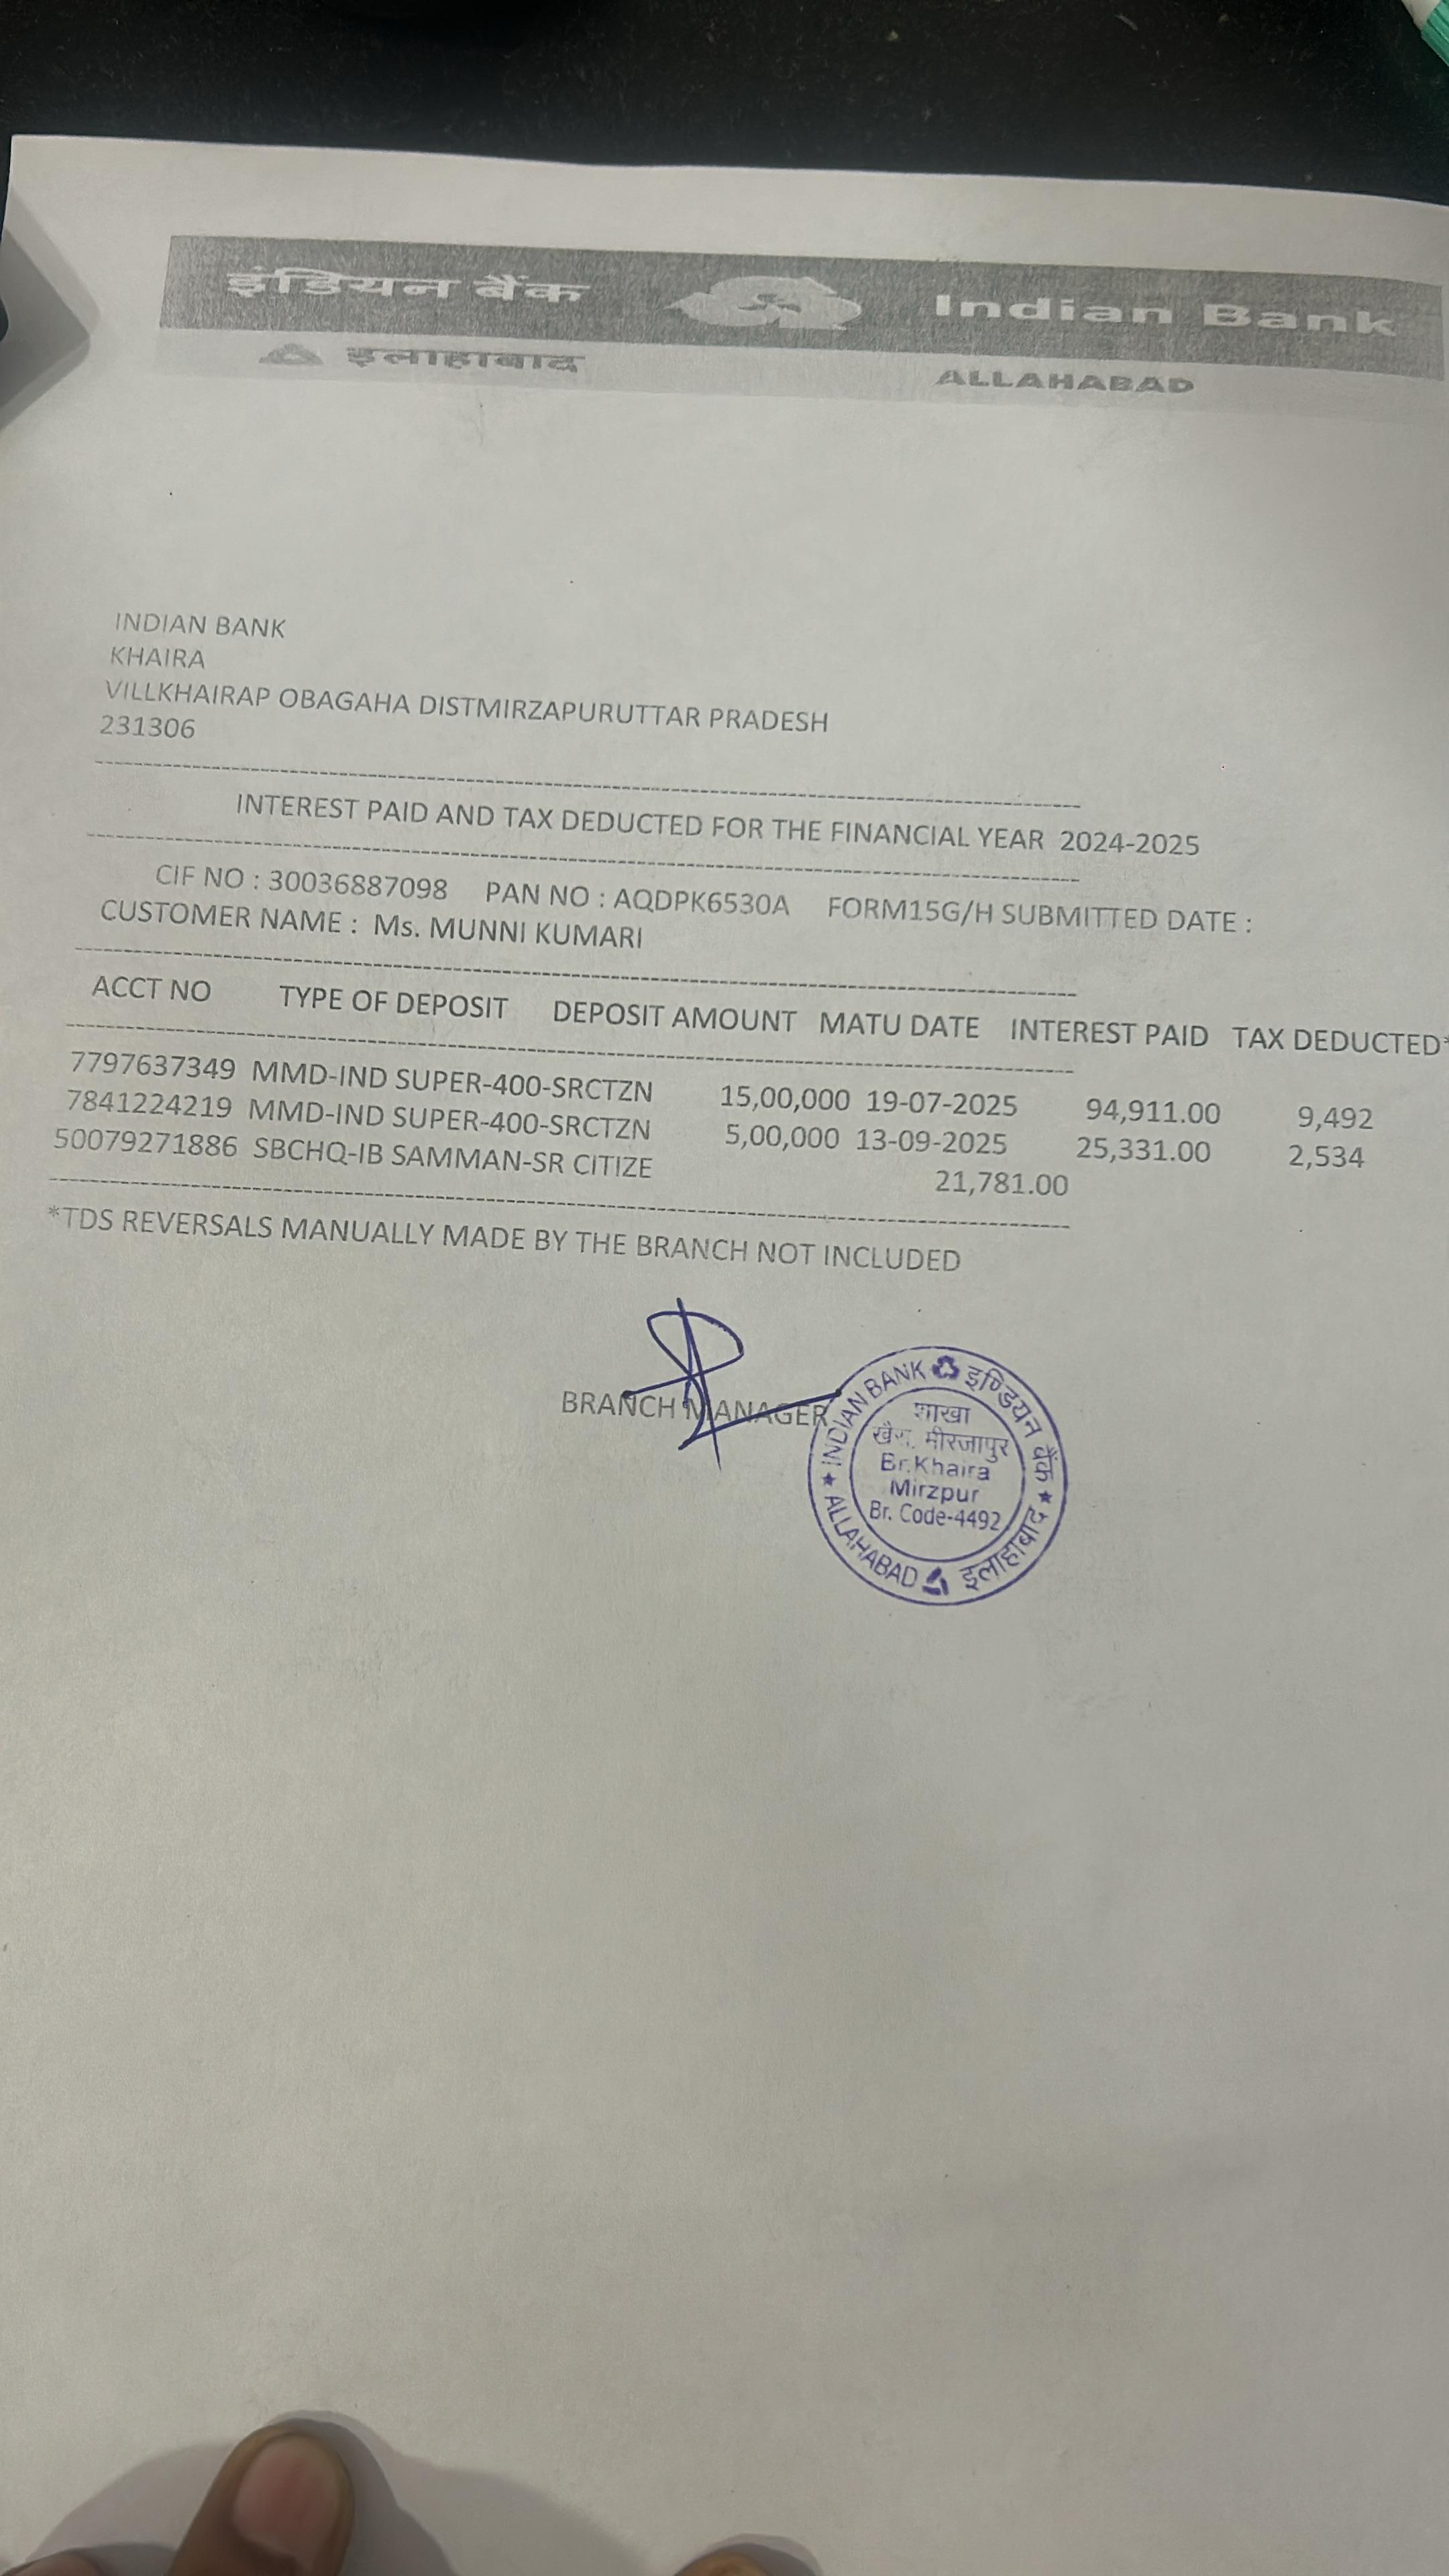 इंडियन बैंक Indian Bank
इलाहाबाद ALLAHABAD
INDIAN BANK
KHAIRA
VILLKHAIRAP OBAGAHA DISTMIRZAPURUTTAR PRADESH
231306
INTEREST PAID AND TAX DEDUCTED FOR THE FINANCIAL YEAR 2024-2025
CIF NO : 30036887098 PAN NO : AQDPK6530A FORM15G/H SUBMITTED DATE :
CUSTOMER NAME : Ms. MUNNI KUMARI
ACCT NO TYPE OF DEPOSIT DEPOSIT AMOUNT MATU DATE INTEREST PAID TAX DEDUCTED*
7797637349 MMD-IND SUPER-400-SRCTZN 15,00,000 19-07-2025 94,911.00 9,492
7841224219 MMD-IND SUPER-400-SRCTZN 5,00,000 13-09-2025 25,331.00 2,534
50079271886 SBCHQ-IB SAMMAN-SR CITIZE 21,781.00
*TDS REVERSALS MANUALLY MADE BY THE BRANCH NOT INCLUDED
BRANCH MANAGER
INDIAN BANK इण्डियन बैंक
शाखा
खैरा, मीरजापुर
Br.Khaira
Mirzpur
Br. Code-4492
ALLAHABAD इलाहाबाद